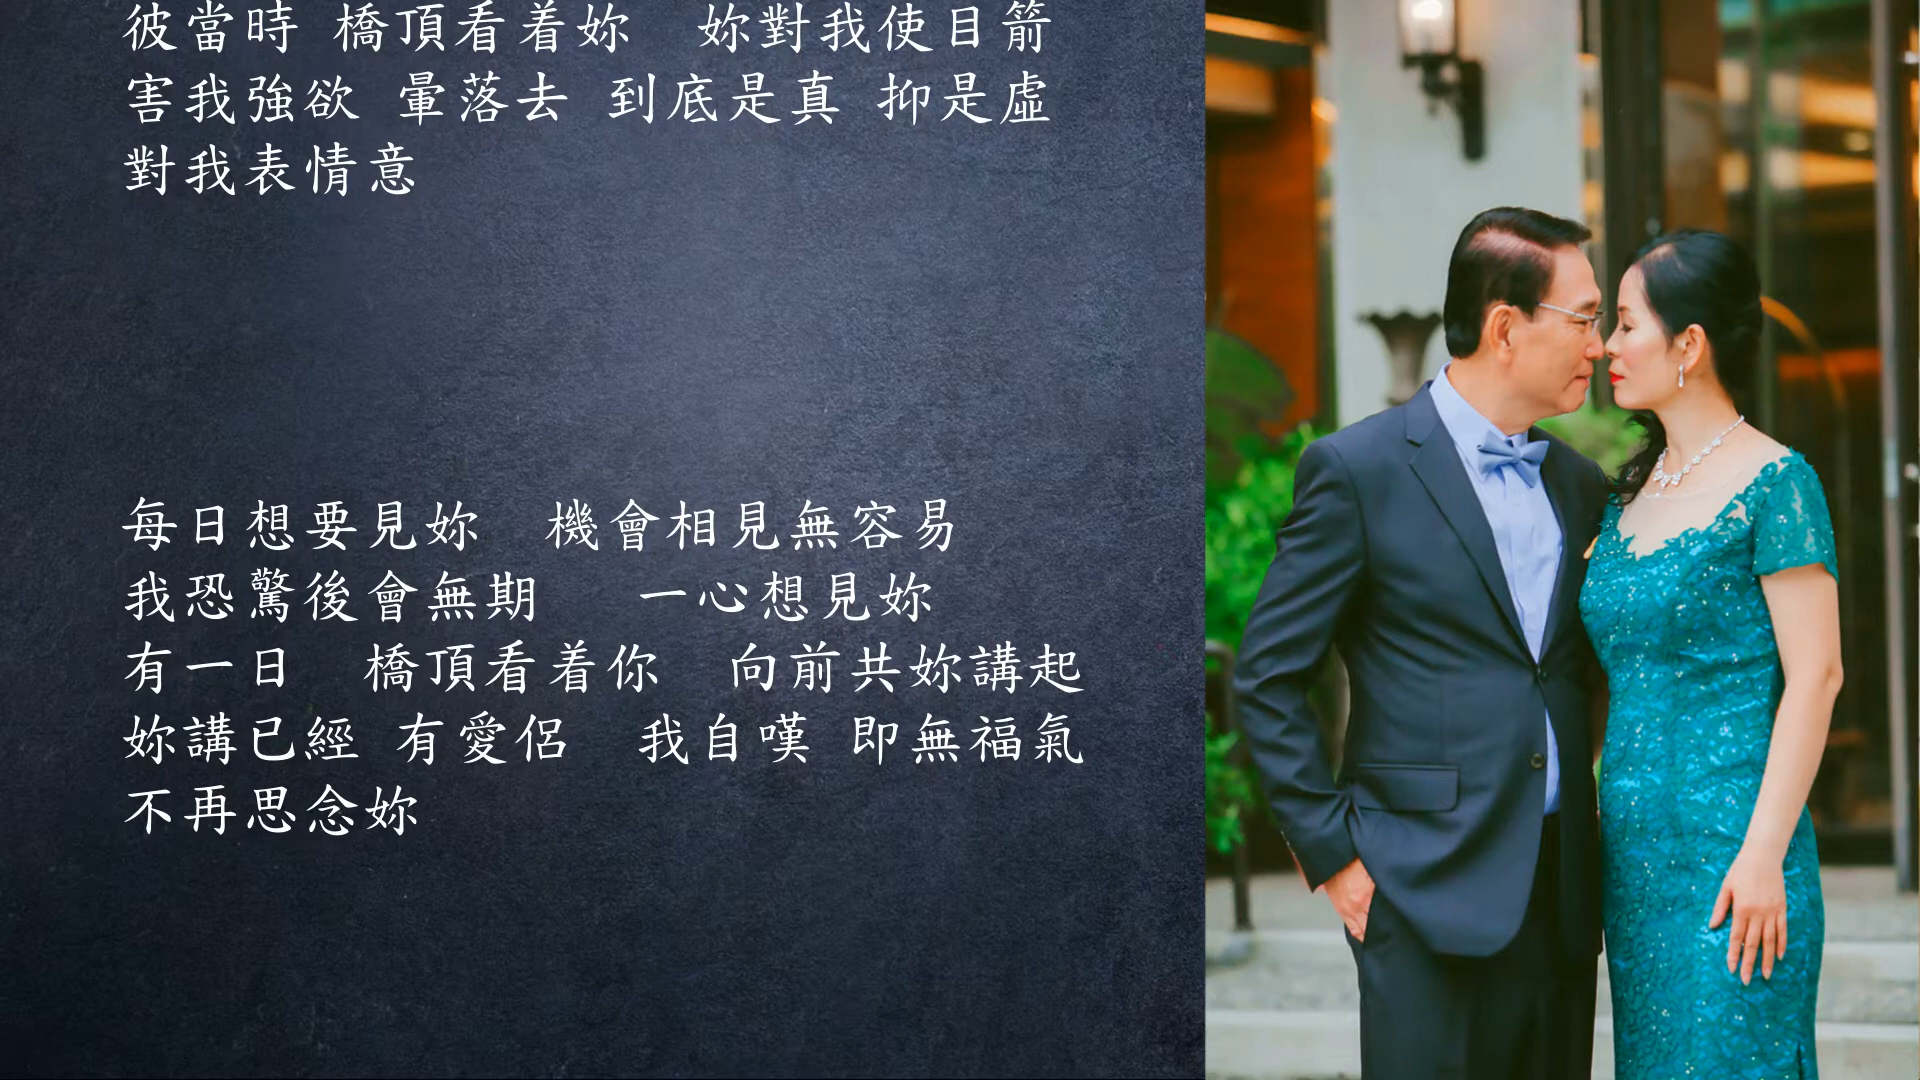 彼當時 橋頂看着妳 妳對我使目箭
害我強欲 暈落去 到底是真 抑是虛
對我表情意
每日想要見妳 機會相見無容易
我恐驚後會無期 一心想見妳
有一日 橋頂看着你 向前共妳講起
妳講已經 有愛侶 我自嘆 即無福氣
不再思念妳